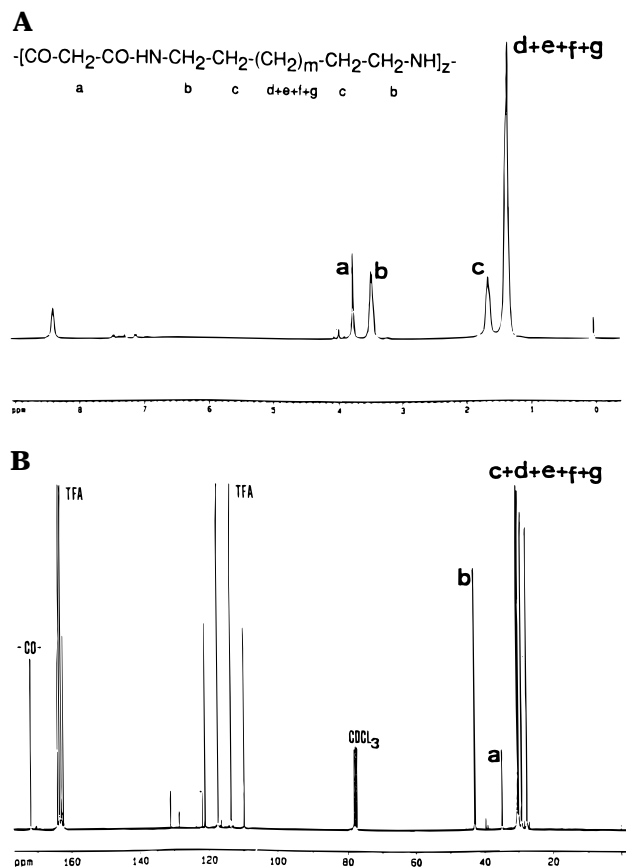 A
-[CO-CH2-CO-HN-CH2-CH2-(CH2)m-CH2-CH2-NH]z-
a b c d+e+f+g c b
d+e+f+g
a b c
ppm 8 7 6 5 4 3 2 1 0
B
c+d+e+f+g
TFA TFA
b
-CO-
CDCL3
a
ppm 160 140 120 100 80 60 40 20